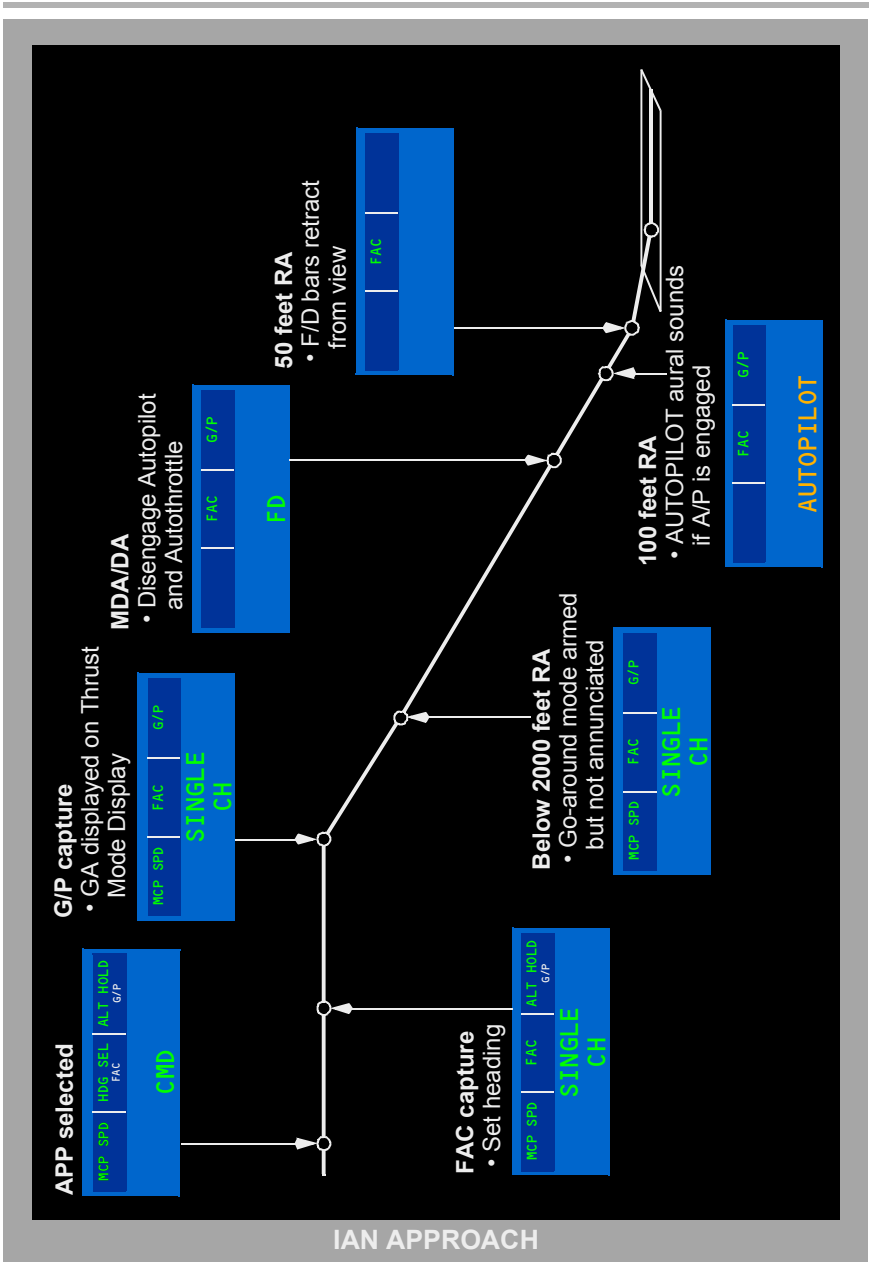 APP selected
MCP SPD HDG SEL ALT HOLD
FAC G/P
CMD
FAC capture
• Set heading
MCP SPD FAC ALT HOLD
G/P
SINGLE
CH
G/P capture
• GA displayed on Thrust
Mode Display
MCP SPD FAC G/P
SINGLE
CH
Below 2000 feet RA
• Go-around mode armed
but not annunciated
MCP SPD FAC G/P
SINGLE
CH
MDA/DA
• Disengage Autopilot
and Autothrottle
FAC G/P
FD
100 feet RA
• AUTOPILOT aural sounds
if A/P is engaged
FAC G/P
AUTOPILOT
50 feet RA
• F/D bars retract
from view
FAC
IAN APPROACH